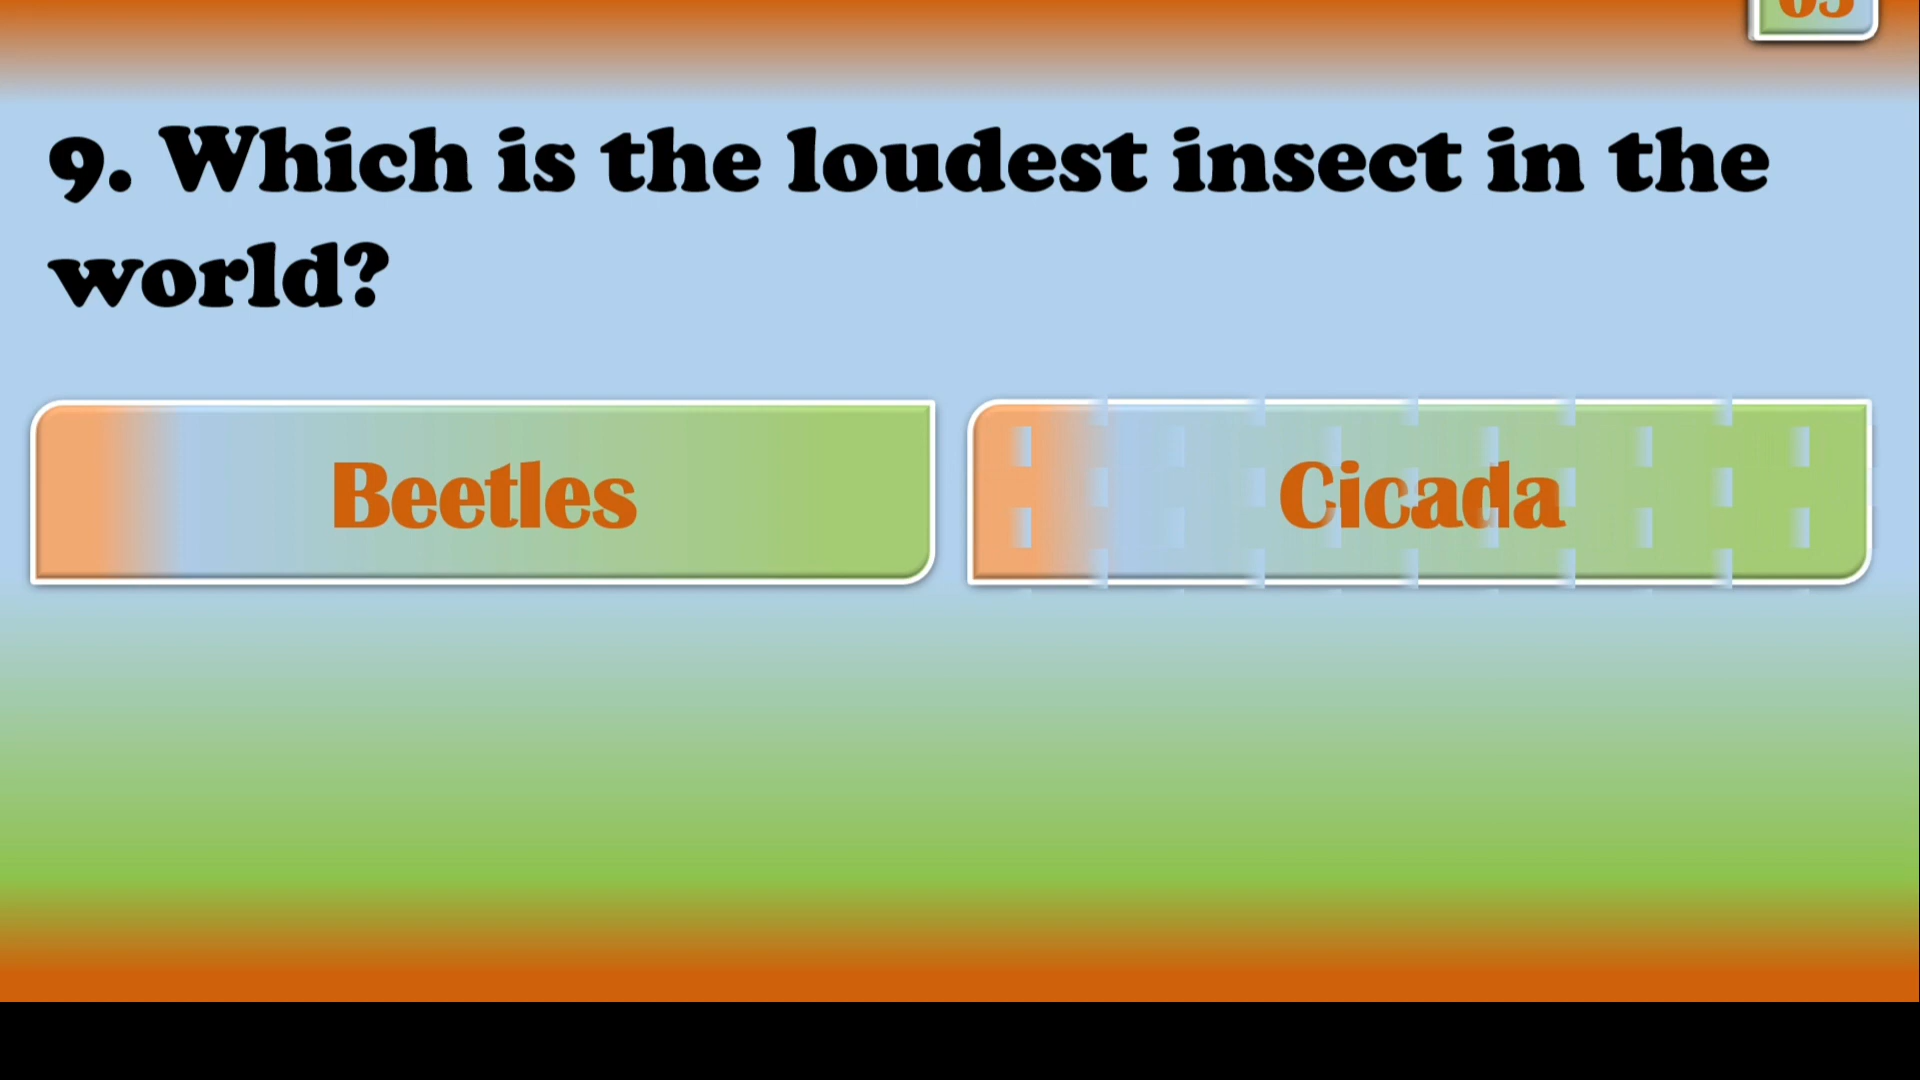 9. Which is the loudest insect in the
world?
Beetles
Cicada